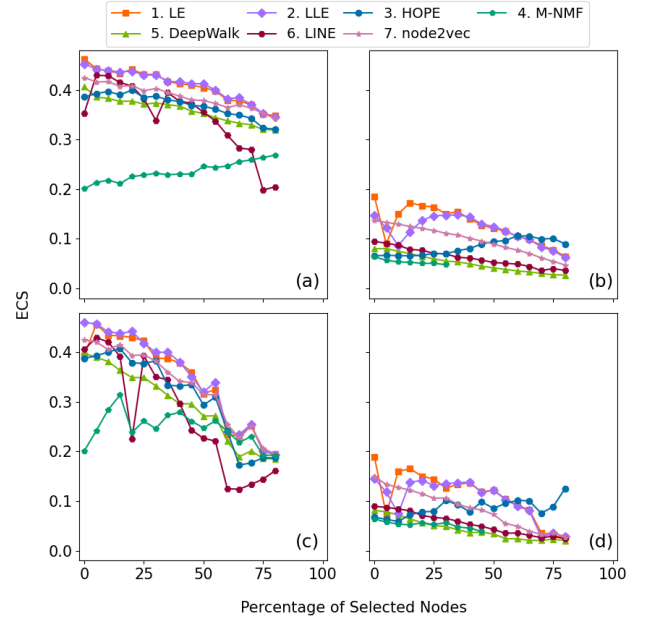 1. LE 2. LLE 3. HOPE 4. M-NMF
5. DeepWalk 6. LINE 7. node2vec
0.4
0.3
0.2
0.1
0.0
(a)
(b)
ECS
0.4
0.3
0.2
0.1
0.0
(c)
(d)
0 25 50 75 100 0 25 50 75 100
Percentage of Selected Nodes